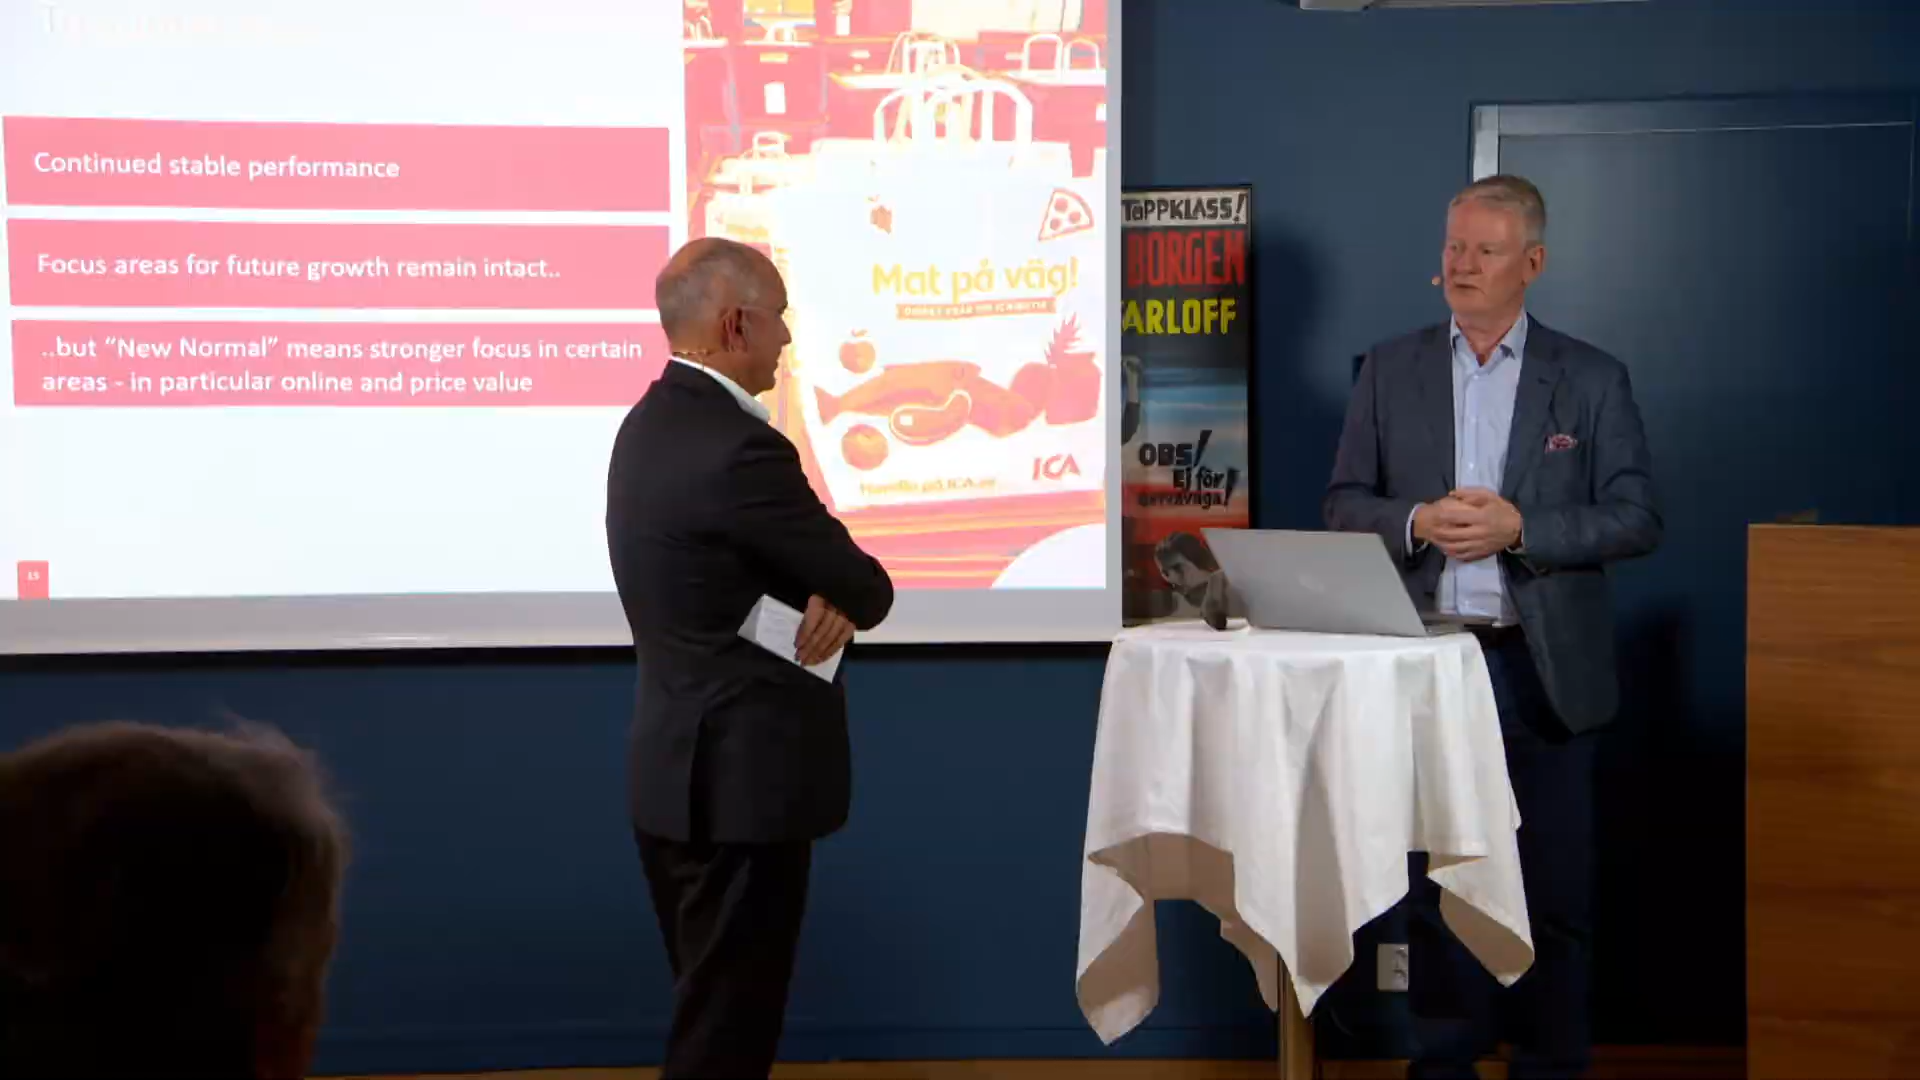 Continued stable performance
Focus areas for future growth remain intact..
..but “New Normal” means stronger focus in certain
areas - in particular online and price value
15
Mat på väg!
ICA
TOPPKLASS!
BORGEN
ARLOFF
OBS!
Ej för